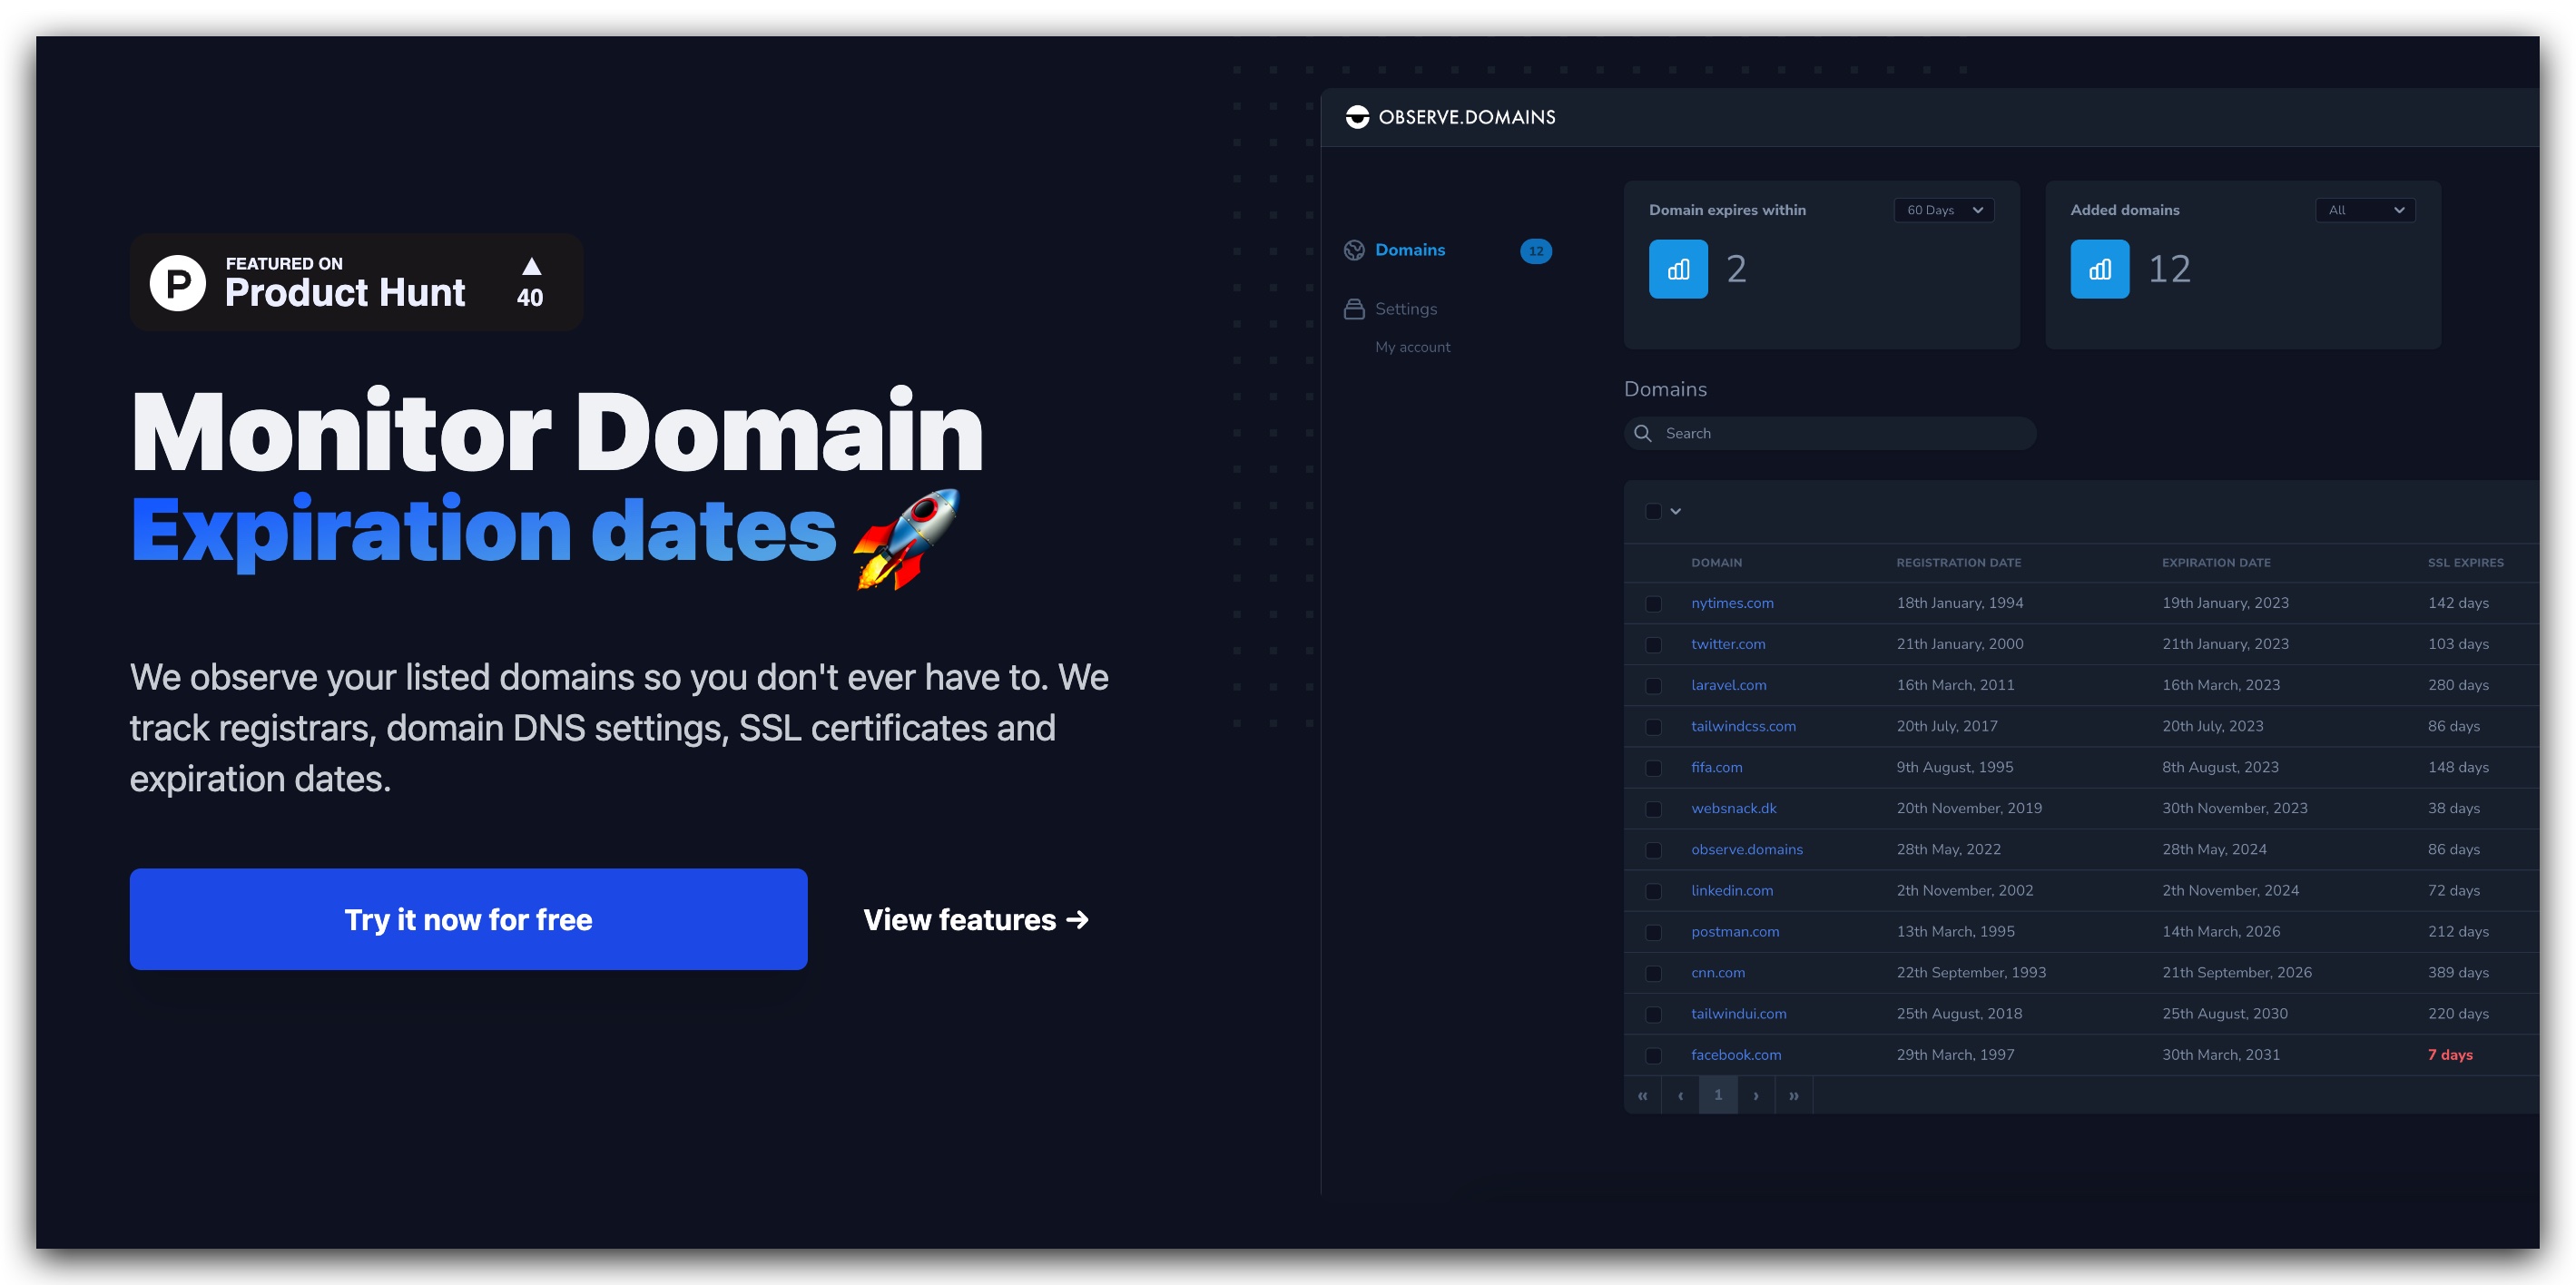 FEATURED ON
Product Hunt
▲
40
Monitor Domain
Expiration dates 🚀
We observe your listed domains so you don't ever have to. We
track registrars, domain DNS settings, SSL certificates and
expiration dates.
Try it now for free
View features →
OBSERVE.DOMAINS
Domains 12
Settings
My account
Domain expires within 60 Days
2
Added domains All
12
Domains
Search
DOMAIN REGISTRATION DATE EXPIRATION DATE SSL EXPIRES
nytimes.com 18th January, 1994 19th January, 2023 142 days
twitter.com 21th January, 2000 21th January, 2023 103 days
laravel.com 16th March, 2011 16th March, 2023 280 days
tailwindcss.com 20th July, 2017 20th July, 2023 86 days
fifa.com 9th August, 1995 8th August, 2023 148 days
websnack.dk 20th November, 2019 30th November, 2023 38 days
observe.domains 28th May, 2022 28th May, 2024 86 days
linkedin.com 2th November, 2002 2th November, 2024 72 days
postman.com 13th March, 1995 14th March, 2026 212 days
cnn.com 22th September, 1993 21th September, 2026 389 days
tailwindui.com 25th August, 2018 25th August, 2030 220 days
facebook.com 29th March, 1997 30th March, 2031 7 days
« ‹ 1 › »